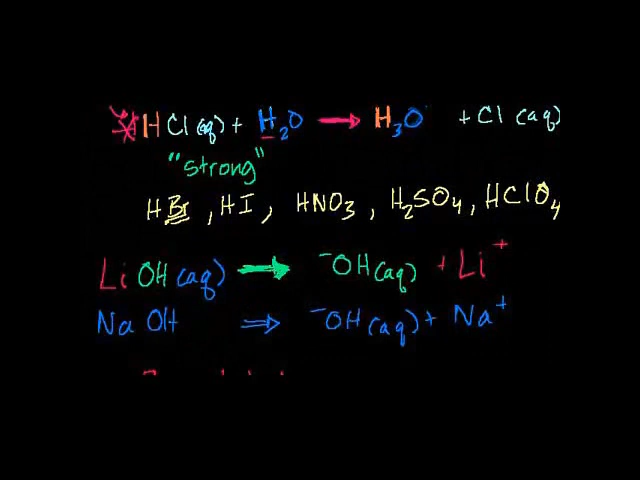 HCl(aq) + H₂O → H₃O + Cl(aq)
"strong"
HBr, HI, HNO₃, H₂SO₄, HClO₄
LiOH(aq) → ⁻OH(aq) + Li⁺
NaOH ⇒ ⁻OH(aq) + Na⁺